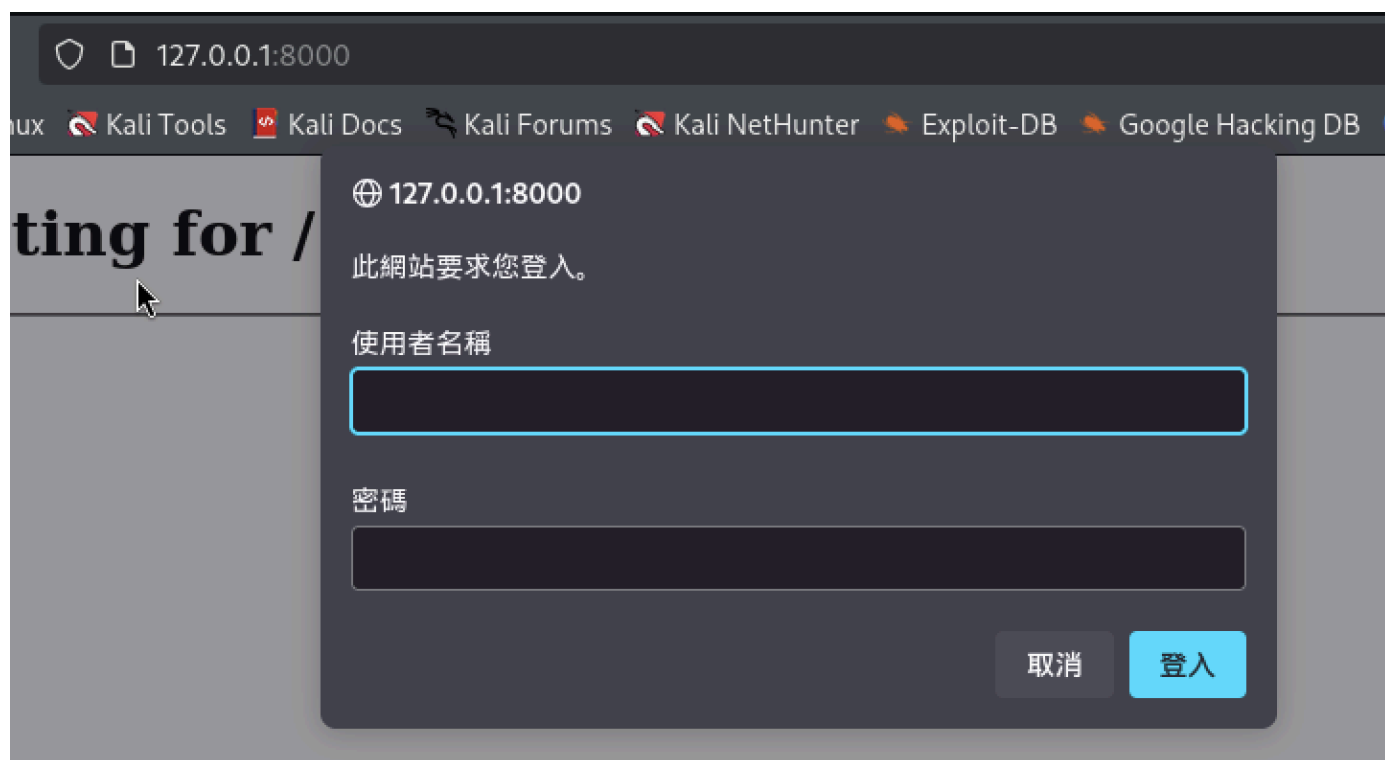 127.0.0.1:8000
Kali Tools Kali Docs Kali Forums Kali NetHunter Exploit-DB Google Hacking DB
127.0.0.1:8000
ting for /
此網站要求您登入。
使用者名稱
密碼
取消 登入